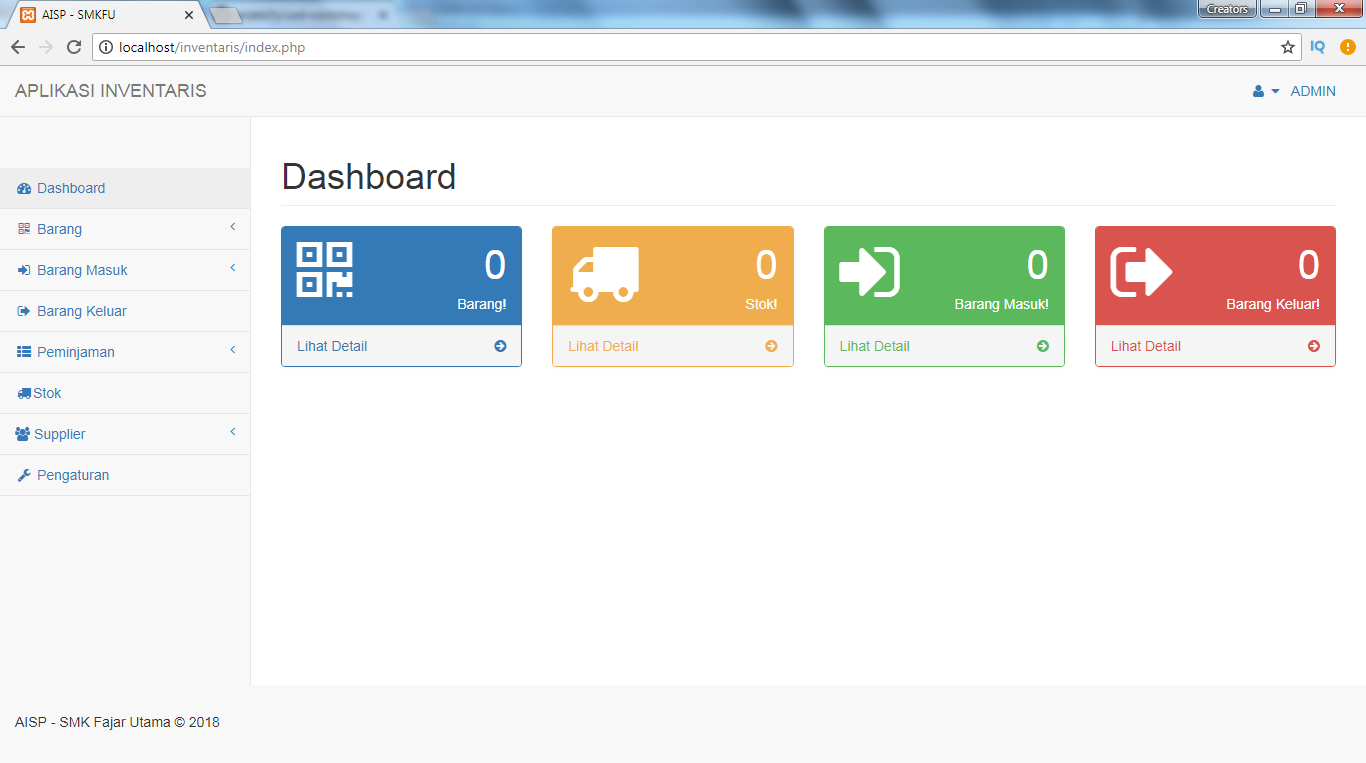 AISP - SMKFU
Creators
localhost/inventaris/index.php
IQ
APLIKASI INVENTARIS
ADMIN
Dashboard
Barang
Barang Masuk
Barang Keluar
Peminjaman
Stok
Supplier
Pengaturan
Dashboard
0
Barang!
Lihat Detail
0
Stok!
Lihat Detail
0
Barang Masuk!
Lihat Detail
0
Barang Keluar!
Lihat Detail
AISP - SMK Fajar Utama © 2018